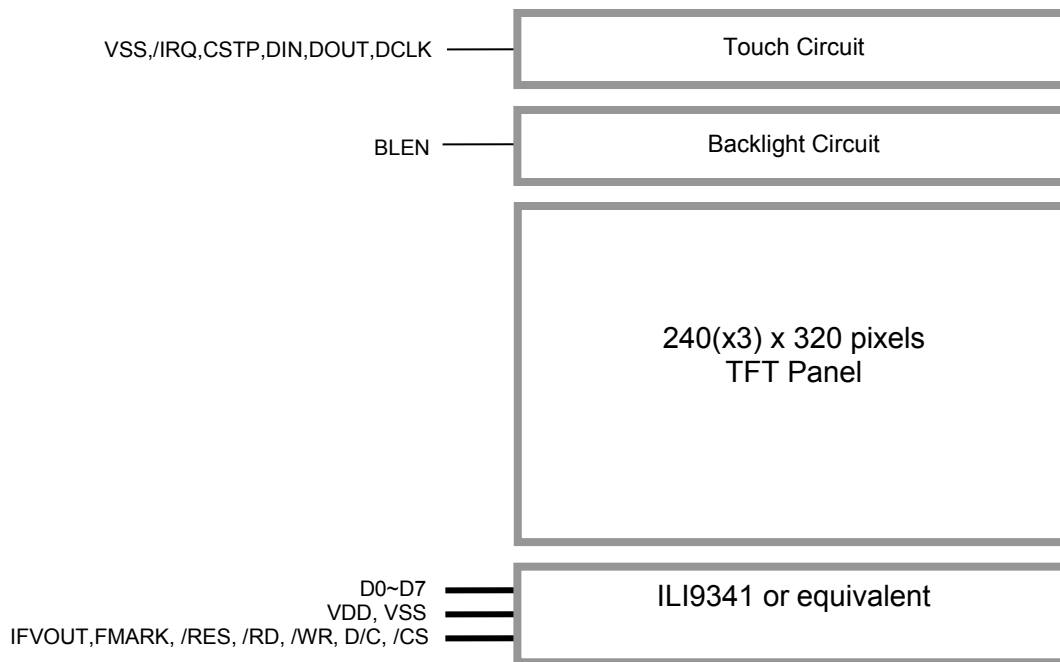 VSS,/IRQ,CSTP,DIN,DOUT,DCLK
Touch Circuit
BLEN
Backlight Circuit
240(x3) x 320 pixels
TFT Panel
D0~D7
VDD, VSS
IFVOUT,FMARK, /RES, /RD, /WR, D/C, /CS
ILI9341 or equivalent